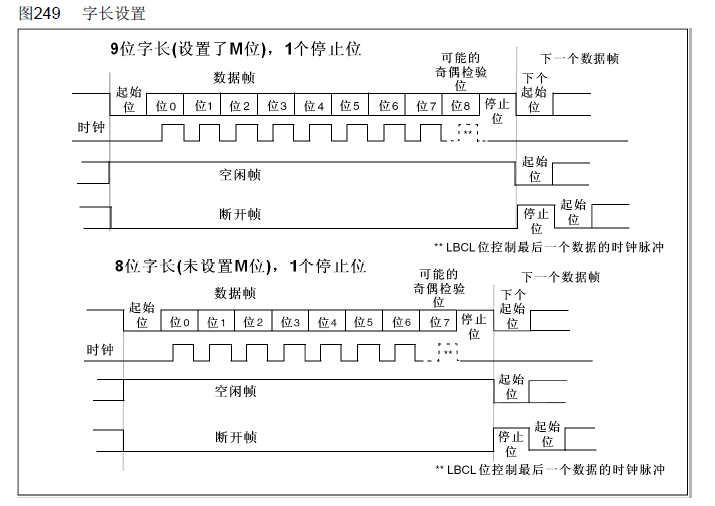 图249 字长设置
9位字长(设置了M位)，1个停止位
可能的
奇偶检验
位
下一个数据帧
数据帧
起始
位
位0 位1 位2 位3 位4 位5 位6 位7 位8
停止
位
下个
起始
位
时钟
**
空闲帧
起始
位
断开帧
停止
位
起始
位
** LBCL位控制最后一个数据的时钟脉冲
8位字长(未设置M位)，1个停止位
可能的
奇偶检验
位
下一个数据帧
数据帧
起始
位
位0 位1 位2 位3 位4 位5 位6 位7
停止
位
下个
起始
位
时钟
**
空闲帧
起始
位
断开帧
停止
位
起始
位
** LBCL位控制最后一个数据的时钟脉冲